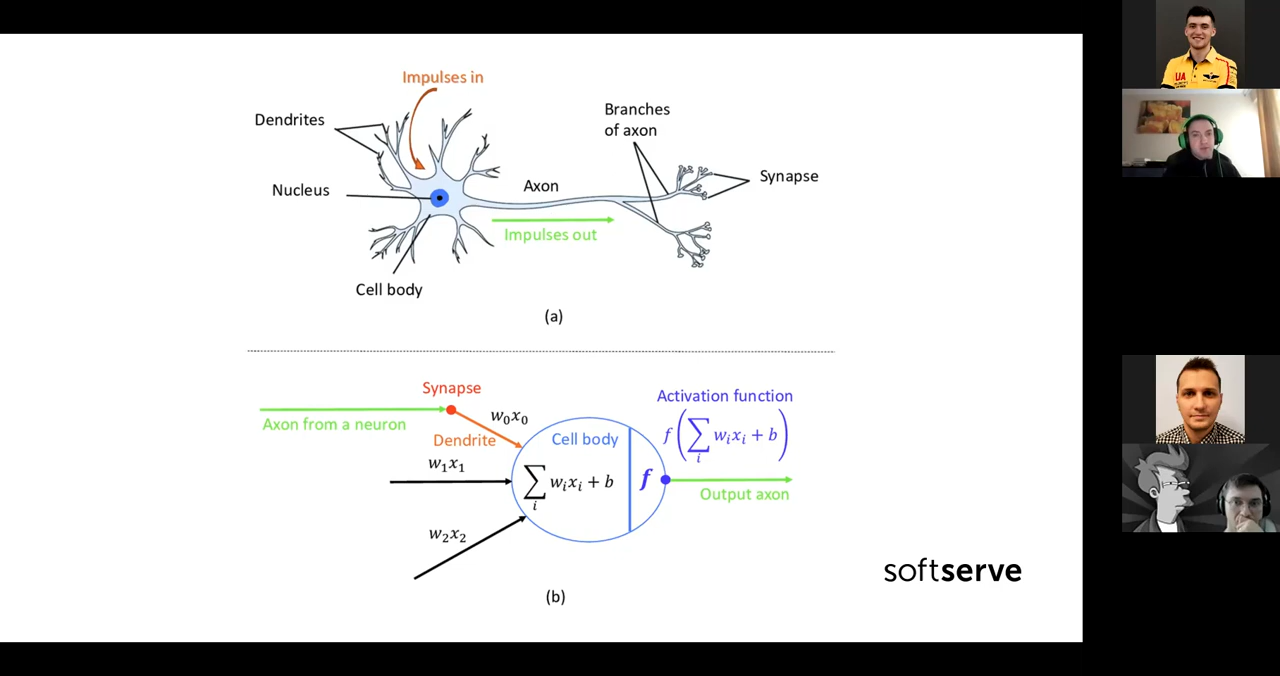 Impulses in
Dendrites
Branches
of axon
Nucleus
Axon
Synapse
Impulses out
Cell body
(a)
Synapse
Activation function
Axon from a neuron
w₀x₀
Dendrite
Cell body
f(∑ᵢ wᵢxᵢ + b)
w₁x₁
∑ᵢ wᵢxᵢ + b
f
Output axon
w₂x₂
softserve
(b)
UA